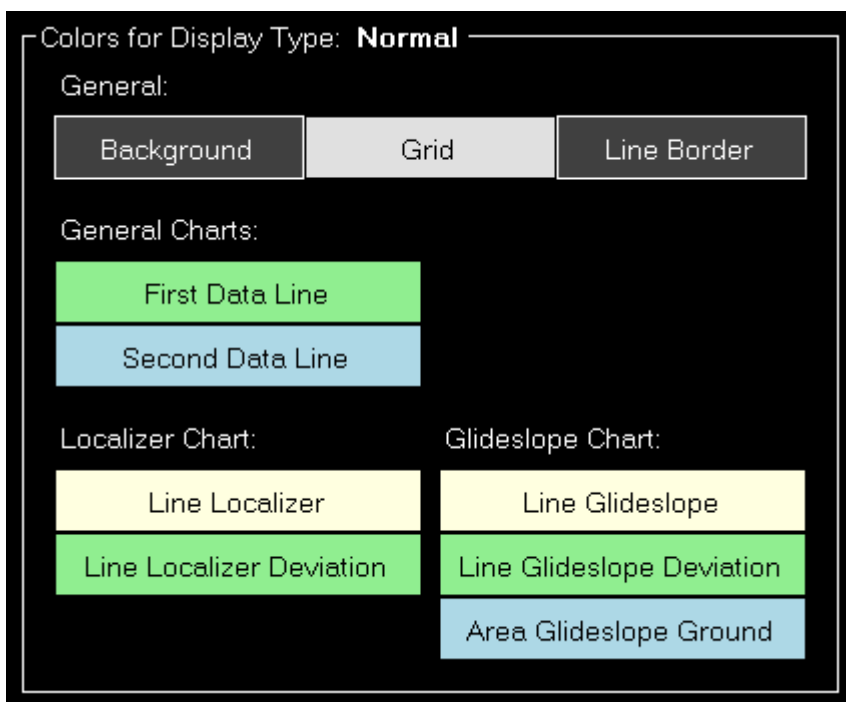 Colors for Display Type: Normal
General:
Background Grid Line Border
General Charts:
First Data Line
Second Data Line
Localizer Chart: Glideslope Chart:
Line Localizer Line Glideslope
Line Localizer Deviation Line Glideslope Deviation
Area Glideslope Ground